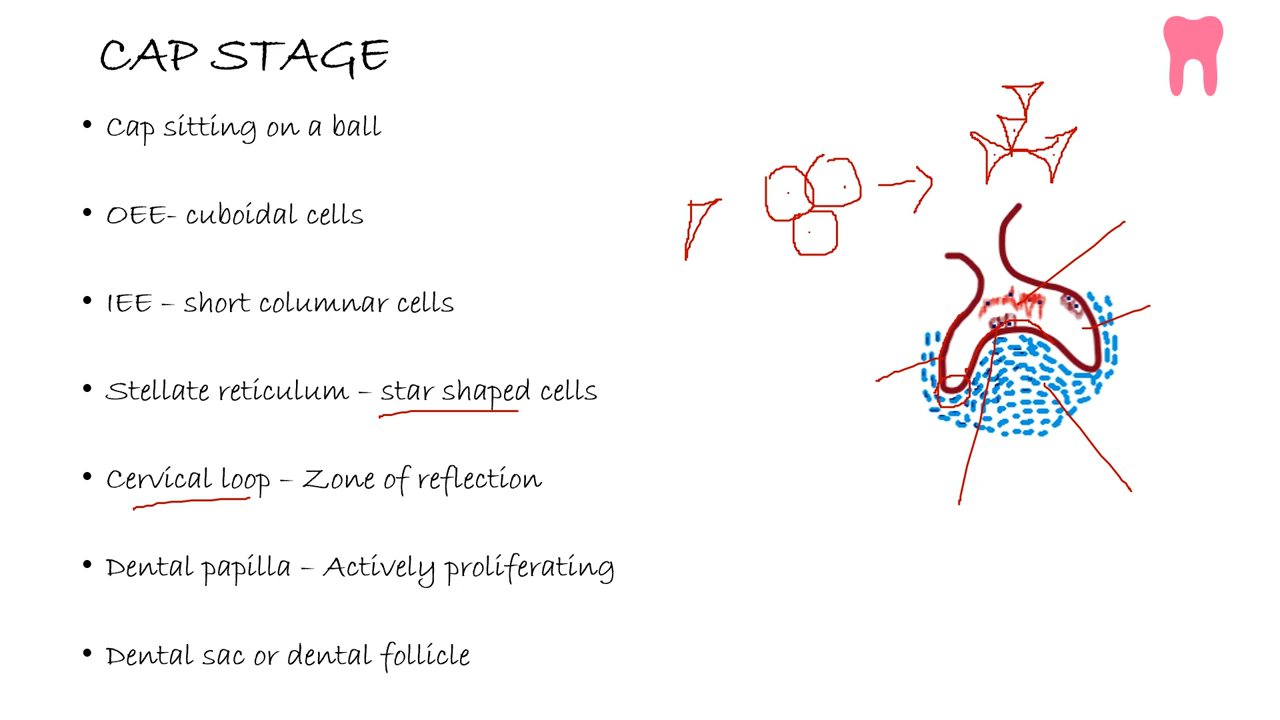 CAP STAGE
• Cap sitting on a ball
• OEE- cuboidal cells
• IEE – short columnar cells
• Stellate reticulum – star shaped cells
• Cervical loop – Zone of reflection
• Dental papilla – Actively proliferating
• Dental sac or dental follicle